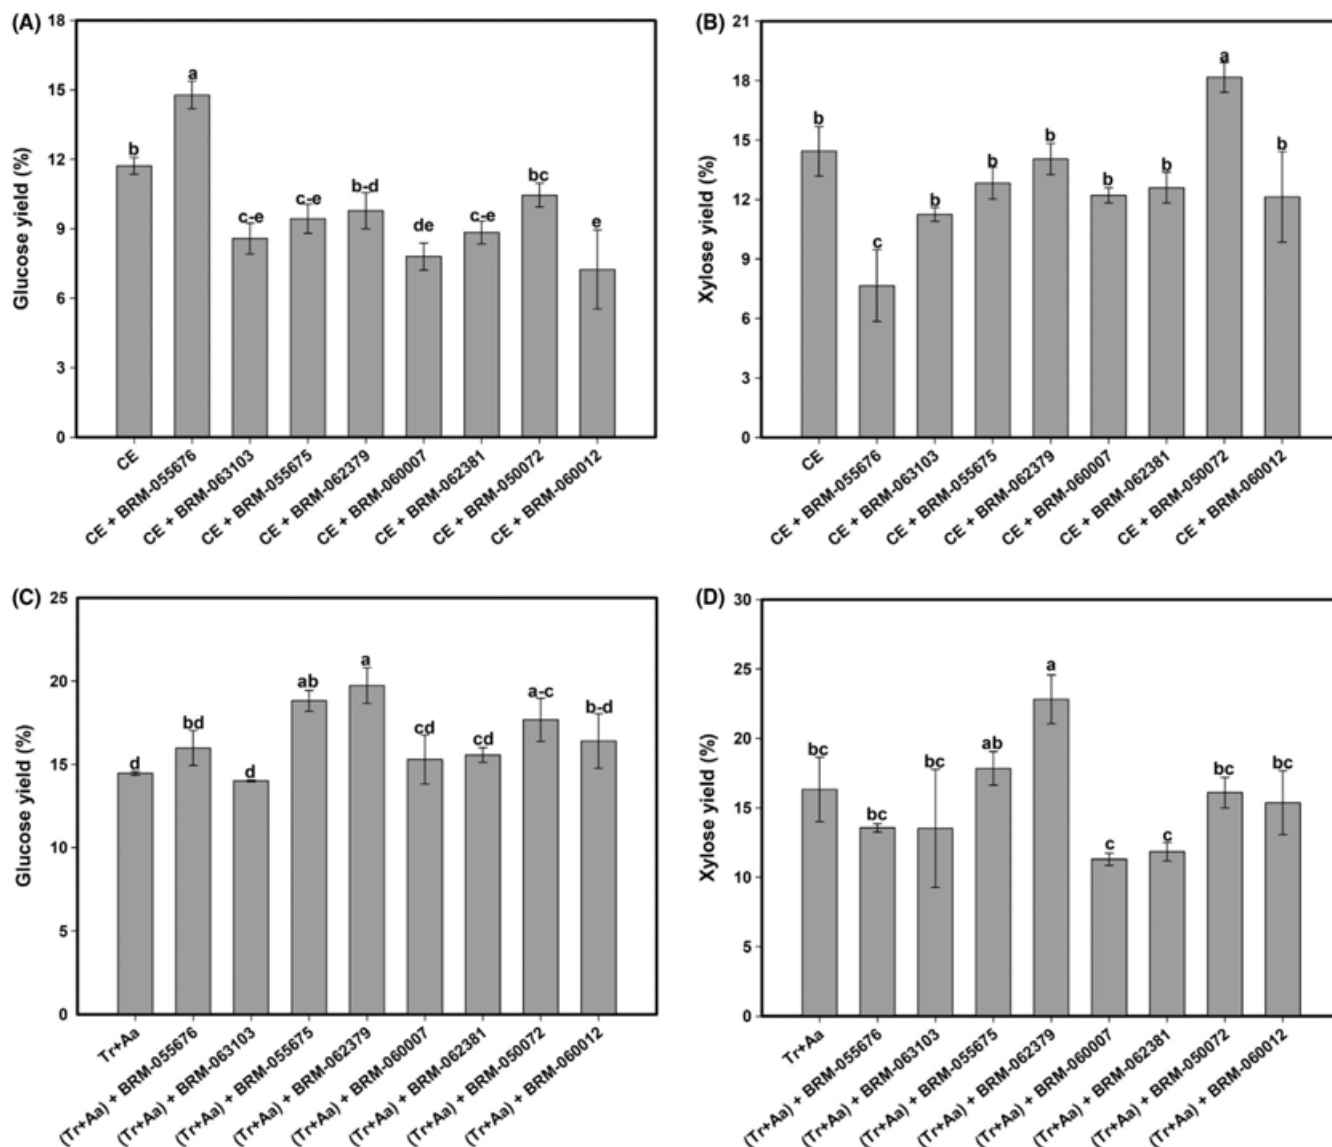 (A)
18
15
12
9
6
3
0
Glucose yield (%)
b
a
c-e
c-e
b-d
de
c-e
bc
e
CE
CE + BRM-055676
CE + BRM-063103
CE + BRM-055675
CE + BRM-062379
CE + BRM-060007
CE + BRM-062381
CE + BRM-050072
CE + BRM-060012
(B)
21
18
15
12
9
6
3
0
Xylose yield (%)
b
c
b
b
b
b
b
a
b
CE
CE + BRM-055676
CE + BRM-063103
CE + BRM-055675
CE + BRM-062379
CE + BRM-060007
CE + BRM-062381
CE + BRM-050072
CE + BRM-060012
(C)
25
20
15
10
5
0
Glucose yield (%)
d
bd
d
ab
a
cd
cd
a-c
b-d
Tr+Aa
(Tr+Aa) + BRM-055676
(Tr+Aa) + BRM-063103
(Tr+Aa) + BRM-055675
(Tr+Aa) + BRM-062379
(Tr+Aa) + BRM-060007
(Tr+Aa) + BRM-062381
(Tr+Aa) + BRM-050072
(Tr+Aa) + BRM-060012
(D)
30
25
20
15
10
5
0
Xylose yield (%)
bc
bc
bc
ab
a
c
c
bc
bc
Tr+Aa
(Tr+Aa) + BRM-055676
(Tr+Aa) + BRM-063103
(Tr+Aa) + BRM-055675
(Tr+Aa) + BRM-062379
(Tr+Aa) + BRM-060007
(Tr+Aa) + BRM-062381
(Tr+Aa) + BRM-050072
(Tr+Aa) + BRM-060012